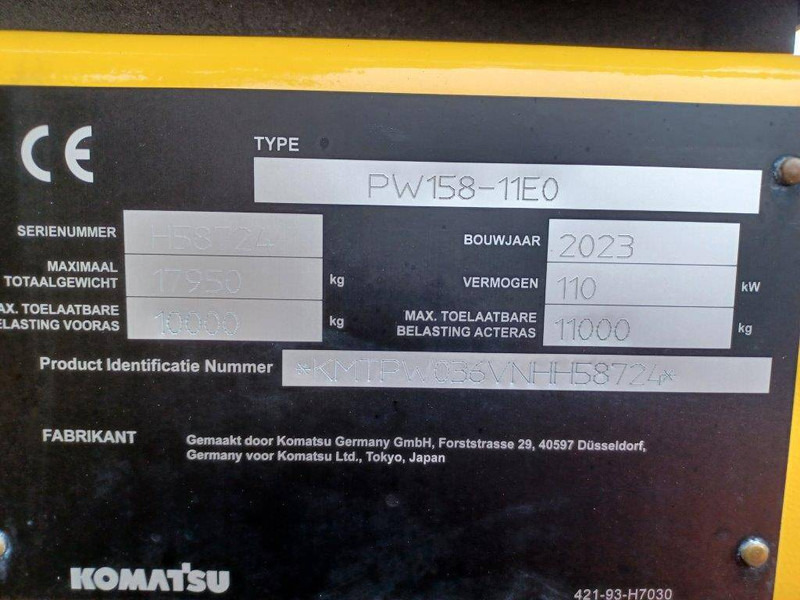 CE
TYPE PW158-11E0
SERIENUMMER H58724 BOUWJAAR 2023
MAXIMAAL
TOTAALGEWICHT 17950 kg VERMOGEN 110 kW
AX. TOELAATBARE
ELASTING VOORAS 10000 kg
MAX. TOELAATBARE
BELASTING ACTERAS 11000 kg
Product Identificatie Nummer *KMTPW036VNHH58724*
FABRIKANT Gemaakt door Komatsu Germany GmbH, Forststrasse 29, 40597 Düsseldorf,
Germany voor Komatsu Ltd., Tokyo, Japan
KOMATSU
421-93-H7030